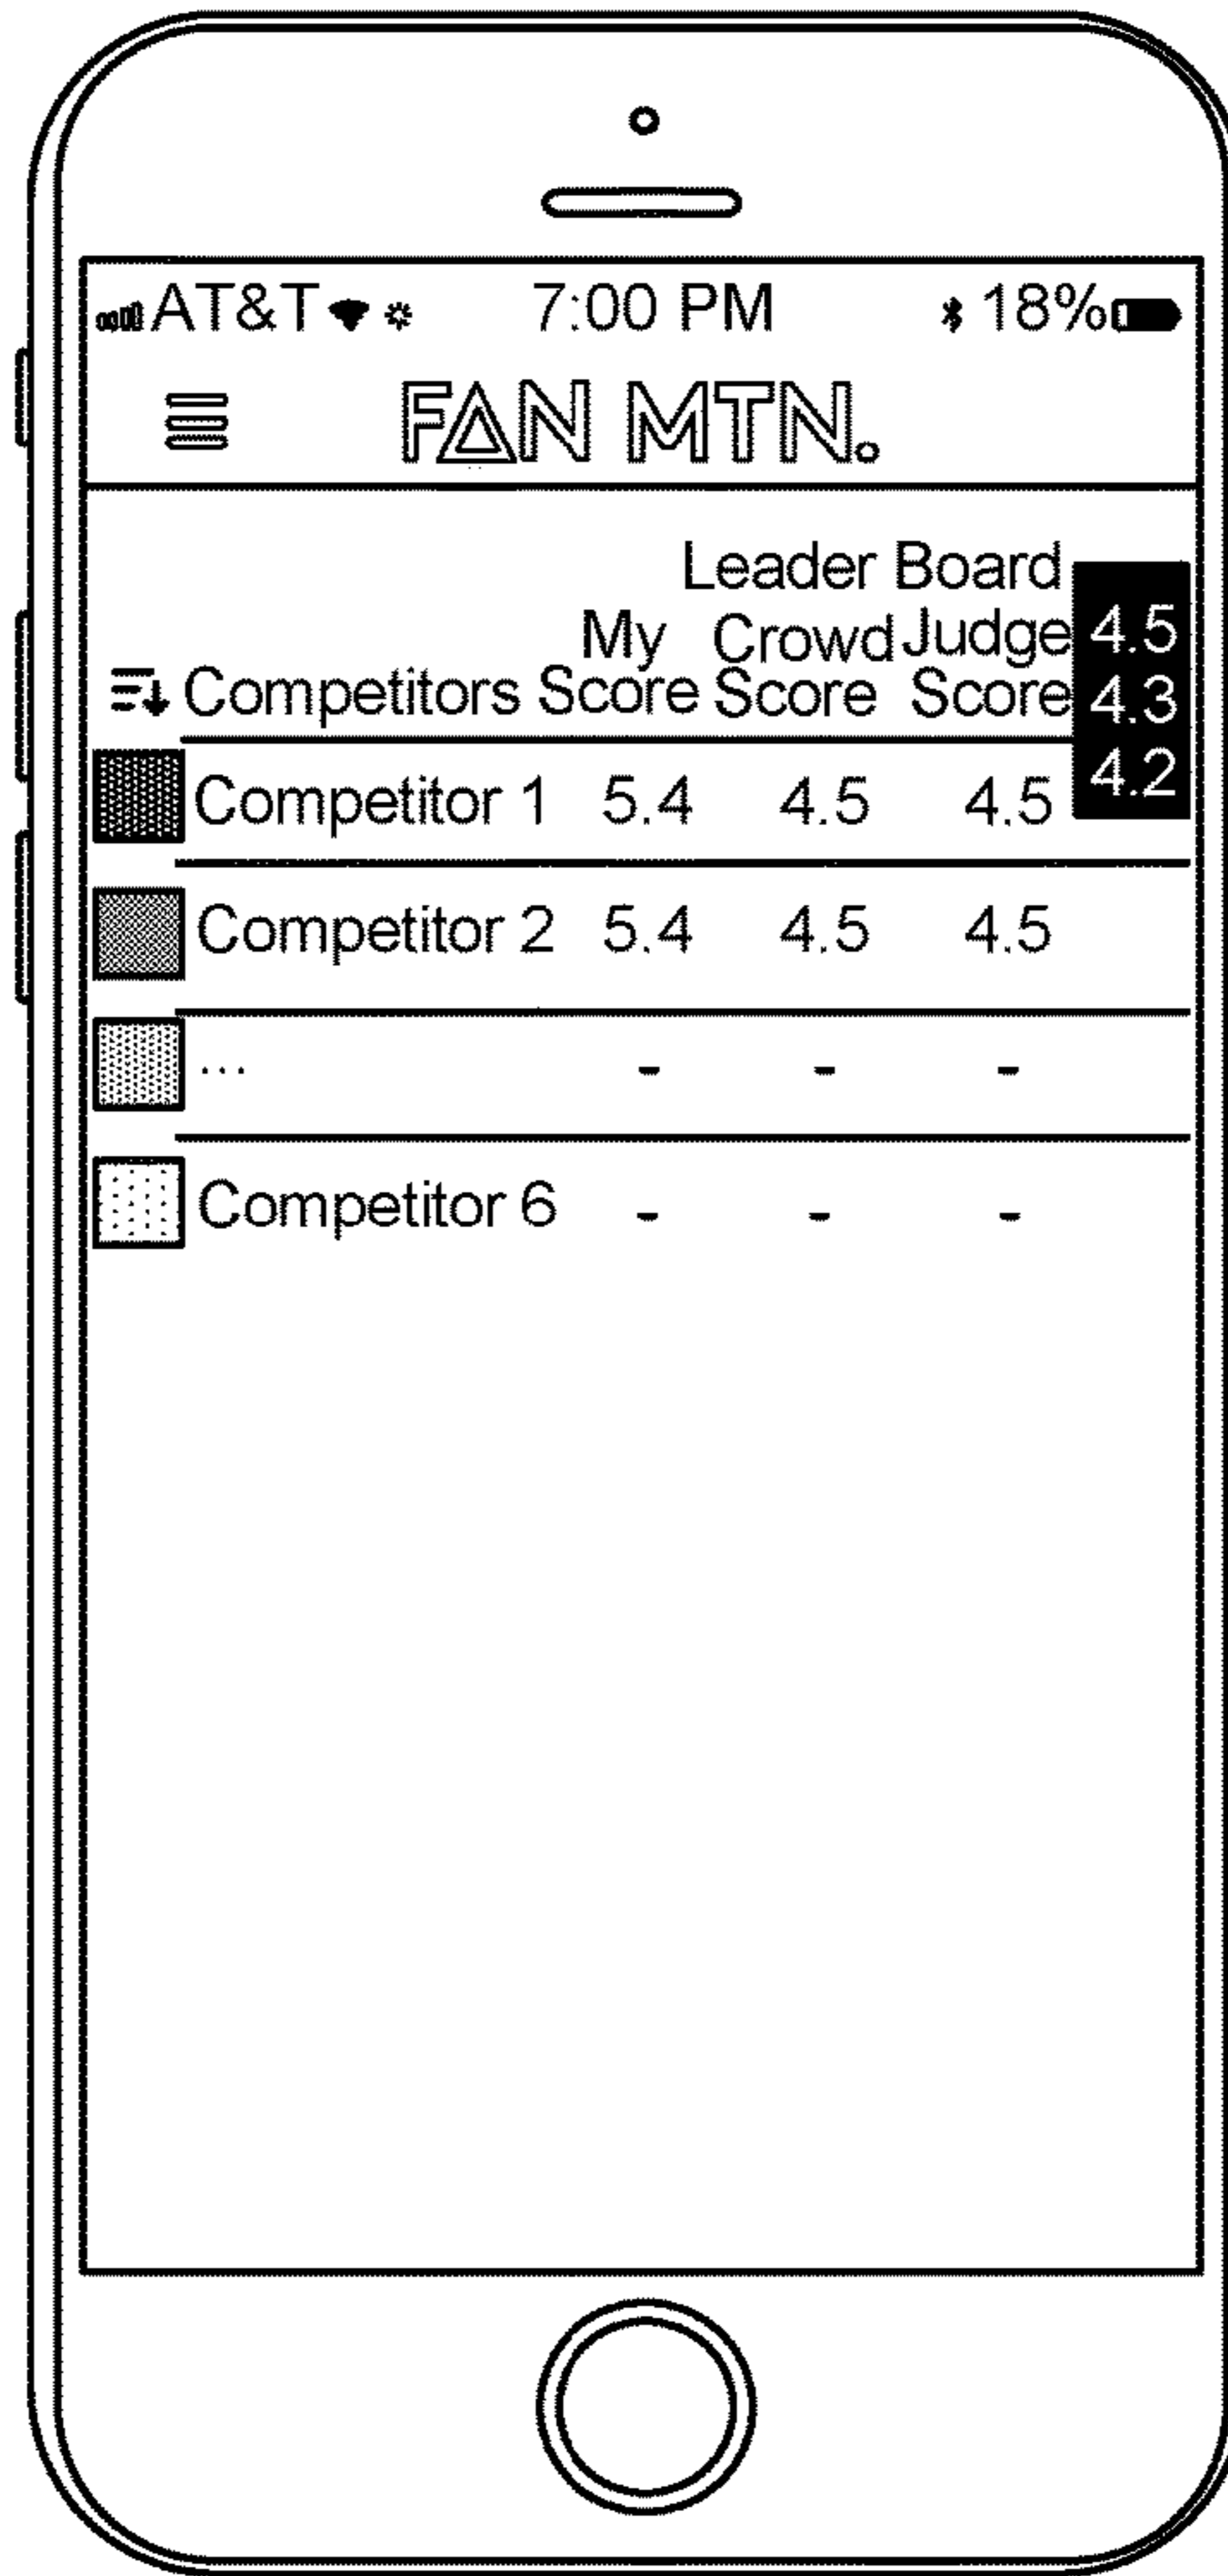 AT&T 7:00 PM 18%
FAN MTN.
Leader Board
My Crowd Judge 4.5
Competitors Score Score Score 4.3
4.2
Competitor 1 5.4 4.5 4.5
Competitor 2 5.4 4.5 4.5
... - - -
Competitor 6 - - -